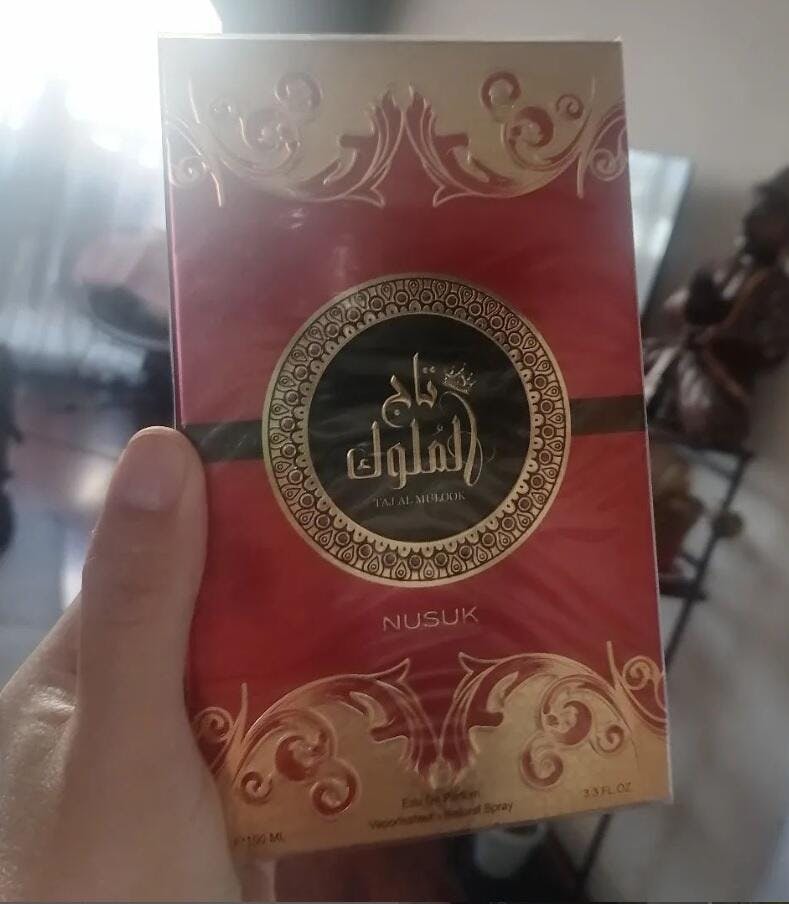 تاج
الملوك
TAJ AL MULOOK
NUSUK
Eau De Parfum
Vaporisateur - Natural Spray
100 ML
3.3 FL.OZ